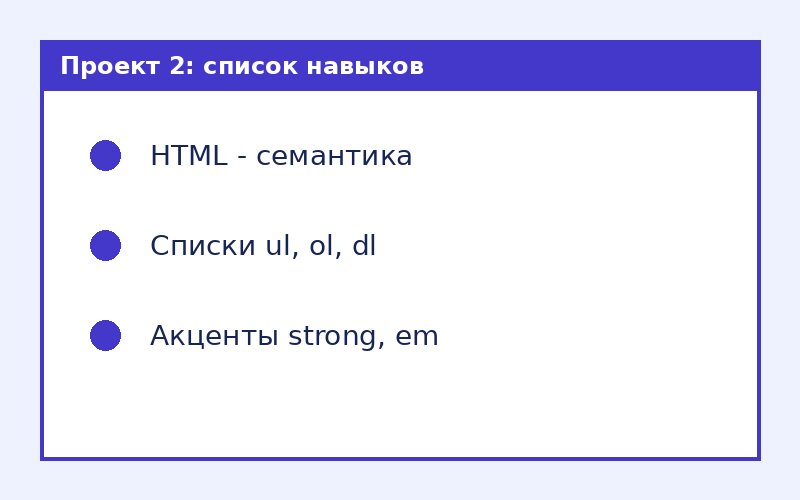 Проект 2: список навыков
HTML - семантика
Списки ul, ol, dl
Акценты strong, em